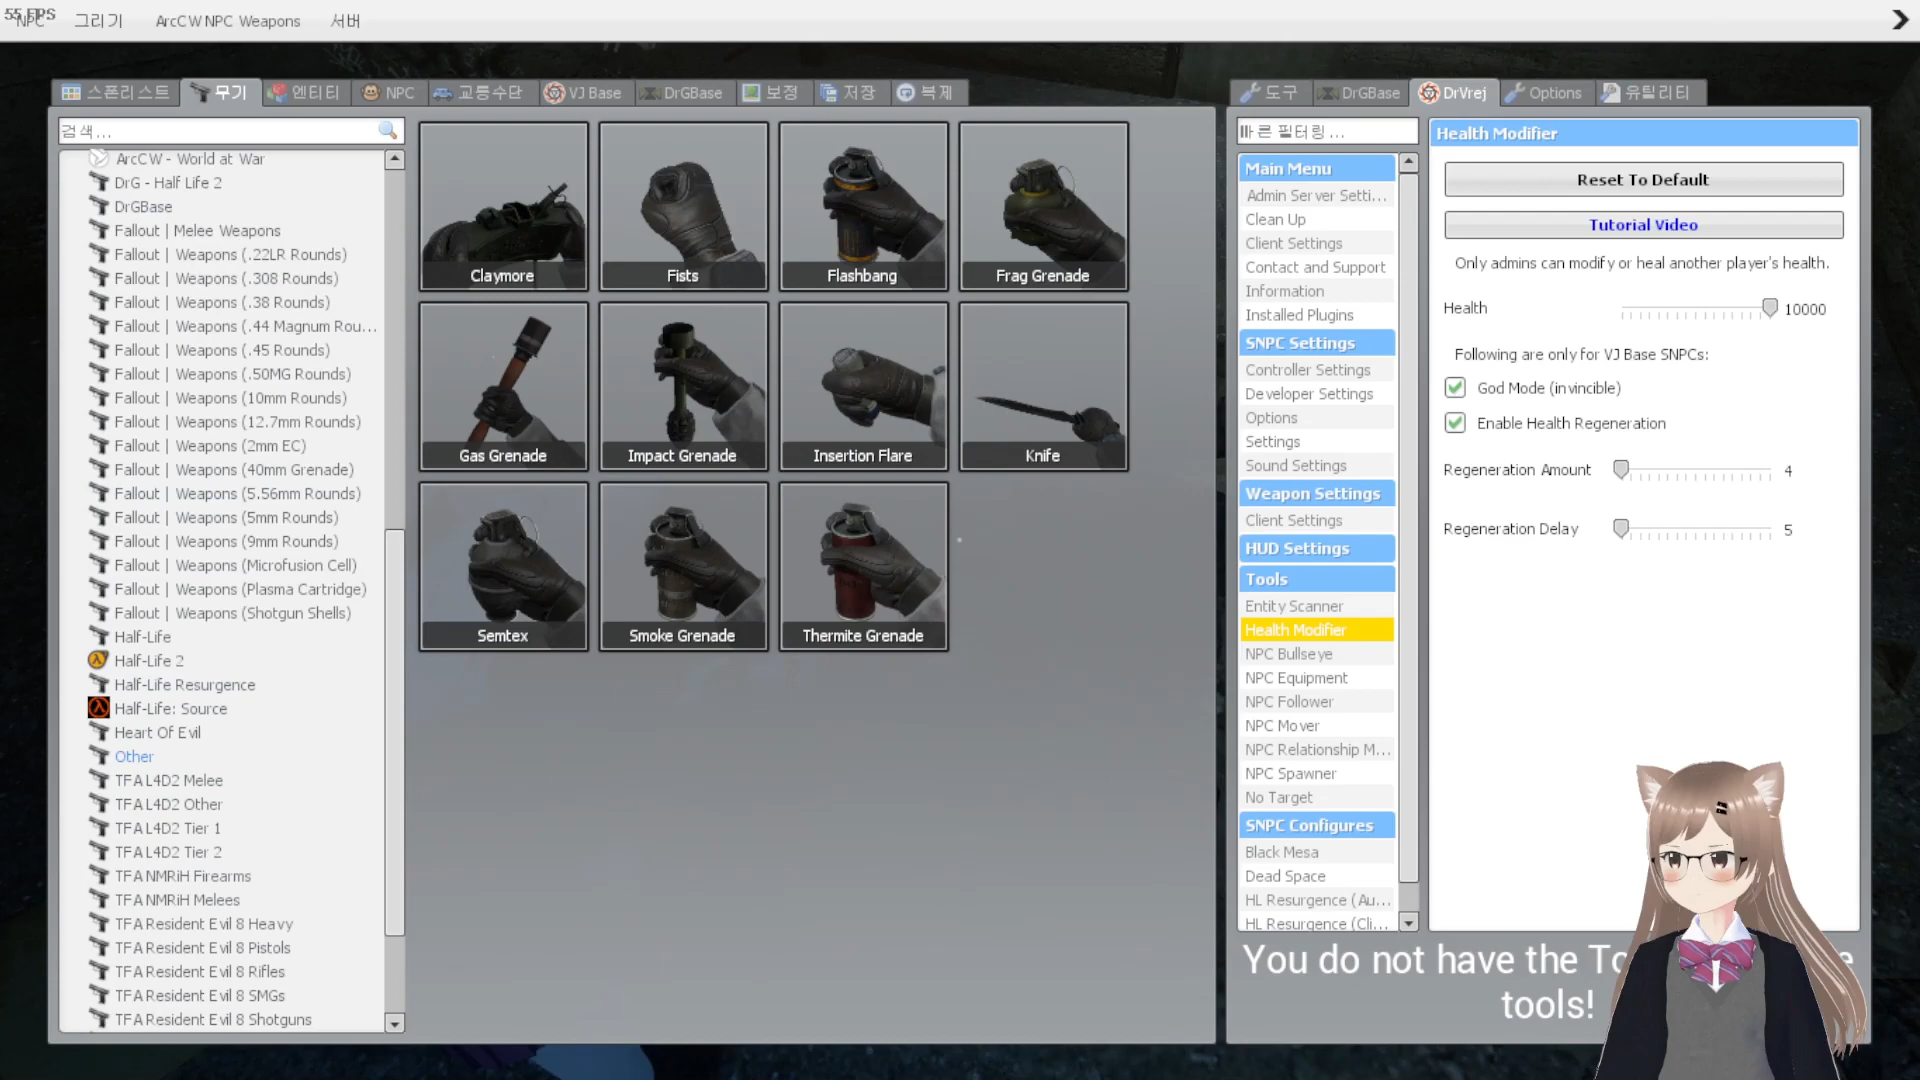 55 FPS
NPC 그리기 ArcCW NPC Weapons 서버
스폰리스트 무기 엔티티 NPC 교통수단 VJ Base DrGBase 보정 저장 복제
검색...
ArcCW - World at War
DrG - Half Life 2
DrGBase
Fallout | Melee Weapons
Fallout | Weapons (.22LR Rounds)
Fallout | Weapons (.308 Rounds)
Fallout | Weapons (.38 Rounds)
Fallout | Weapons (.44 Magnum Rou...
Fallout | Weapons (.45 Rounds)
Fallout | Weapons (.50MG Rounds)
Fallout | Weapons (10mm Rounds)
Fallout | Weapons (12.7mm Rounds)
Fallout | Weapons (2mm EC)
Fallout | Weapons (40mm Grenade)
Fallout | Weapons (5.56mm Rounds)
Fallout | Weapons (5mm Rounds)
Fallout | Weapons (9mm Rounds)
Fallout | Weapons (Microfusion Cell)
Fallout | Weapons (Plasma Cartridge)
Fallout | Weapons (Shotgun Shells)
Half-Life
Half-Life 2
Half-Life Resurgence
Half-Life: Source
Heart Of Evil
Other
TFA L4D2 Melee
TFA L4D2 Other
TFA L4D2 Tier 1
TFA L4D2 Tier 2
TFA NMRiH Firearms
TFA NMRiH Melees
TFA Resident Evil 8 Heavy
TFA Resident Evil 8 Pistols
TFA Resident Evil 8 Rifles
TFA Resident Evil 8 SMGs
TFA Resident Evil 8 Shotguns
Claymore Fists Flashbang Frag Grenade
Gas Grenade Impact Grenade Insertion Flare Knife
Semtex Smoke Grenade Thermite Grenade
도구 DrGBase DrVrej Options 유틸리티
빠른 필터링...
Main Menu
Admin Server Setti...
Clean Up
Client Settings
Contact and Support
Information
Installed Plugins
SNPC Settings
Controller Settings
Developer Settings
Options
Settings
Sound Settings
Weapon Settings
Client Settings
HUD Settings
Tools
Entity Scanner
Health Modifier
NPC Bullseye
NPC Equipment
NPC Follower
NPC Mover
NPC Relationship M...
NPC Spawner
No Target
SNPC Configures
Black Mesa
Dead Space
HL Resurgence (Au...
HL Resurgence (Cli...
Health Modifier
Reset To Default
Tutorial Video
Only admins can modify or heal another player's health.
Health 10000
Following are only for VJ Base SNPCs:
God Mode (invincible)
Enable Health Regeneration
Regeneration Amount 4
Regeneration Delay 5
You do not have the
tools!